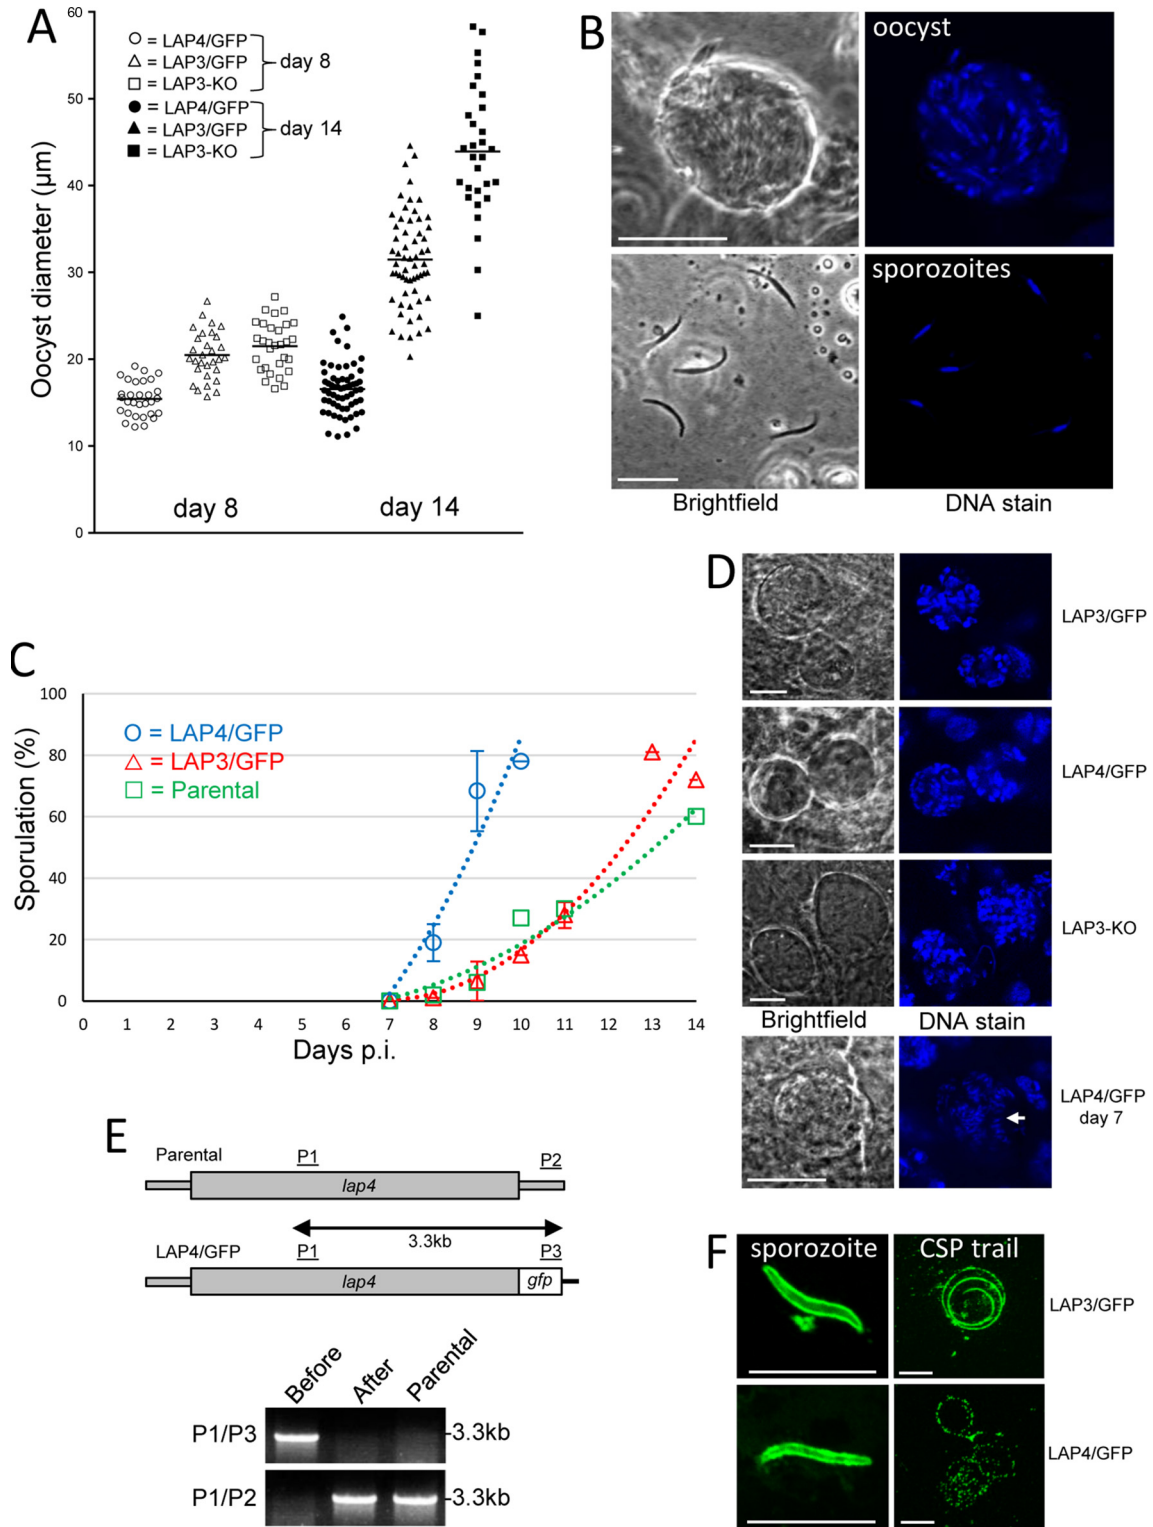 A
○ = LAP4/GFP
△ = LAP3/GFP
□ = LAP3-KO
day 8
● = LAP4/GFP
▲ = LAP3/GFP
■ = LAP3-KO
day 14
Oocyst diameter (µm)
60
50
40
30
20
10
0
day 8
day 14
B
oocyst
sporozoites
Brightfield
DNA stain
C
Sporulation (%)
100
80
60
40
20
0
○ = LAP4/GFP
△ = LAP3/GFP
□ = Parental
0 1 2 3 4 5 6 7 8 9 10 11 13 14
Days p.i.
D
LAP3/GFP
LAP4/GFP
LAP3-KO
Brightfield
DNA stain
LAP4/GFP
day 7
E
Parental
P1
P2
lap4
3.3kb
LAP4/GFP
P1
P3
lap4
gfp
Before
After
Parental
P1/P3
-3.3kb
P1/P2
-3.3kb
F
sporozoite
CSP trail
LAP3/GFP
LAP4/GFP